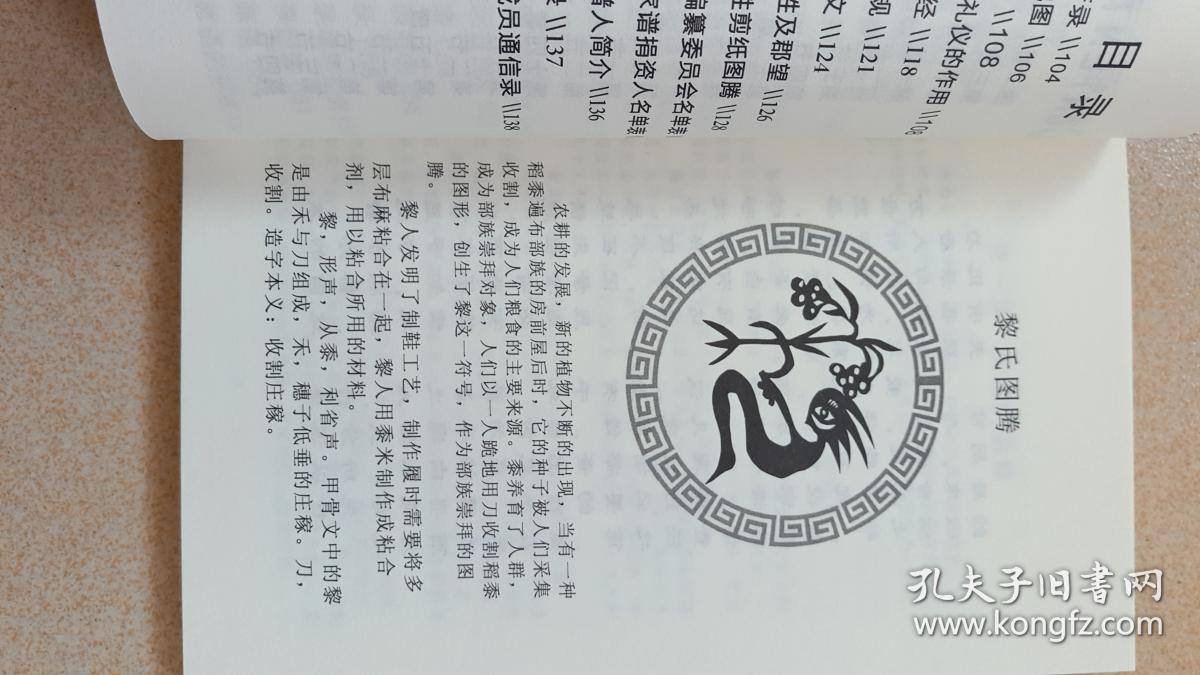 目 录
录 \\104
图 \\106
\\108
礼仪的作用 \\108
经 \\118
观 \\121
文 \\124
生及郡望 \\126
性剪纸图腾 \\128
编纂委员会名单
家谱捐资人名单
人简介 \\136
\\137
成员通信录 \\138
黎氏图腾
农耕的发展，新的植物不断的出现，当有一种
稻黍遍布部族的房前屋后时，它的种子被人们采集
收割，成为人们粮食的主要来源。黍养育了人群，
成为部族崇拜对象，人们以一人跪地用刀收割稻黍
的图形，创生了黎这一符号，作为部族崇拜的图
腾。
黎人发明了制鞋工艺，制作履时需要将多
层布麻粘合在一起，黎人用黍米制作成粘合
剂，用以粘合所用的材料。
黎，形声，从黍，利省声。甲骨文中的黎
是由禾与刀组成，禾，穗子低垂的庄稼。刀，
收割。造字本义：收割庄稼。
孔夫子旧书网
www.kongfz.com